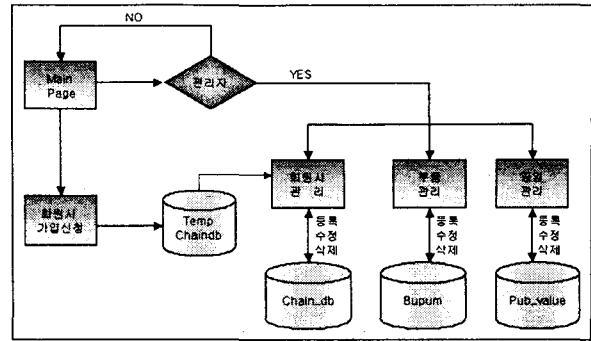 NO
Main
Page
관리자
YES
회원사
관 리
부품
관리
관리
회원사
가입신청
Temp
Chaindb
등록
수정
삭제
등록
수정
삭제
등록
수정
삭제
Chain_db
Bupum
Pub_value